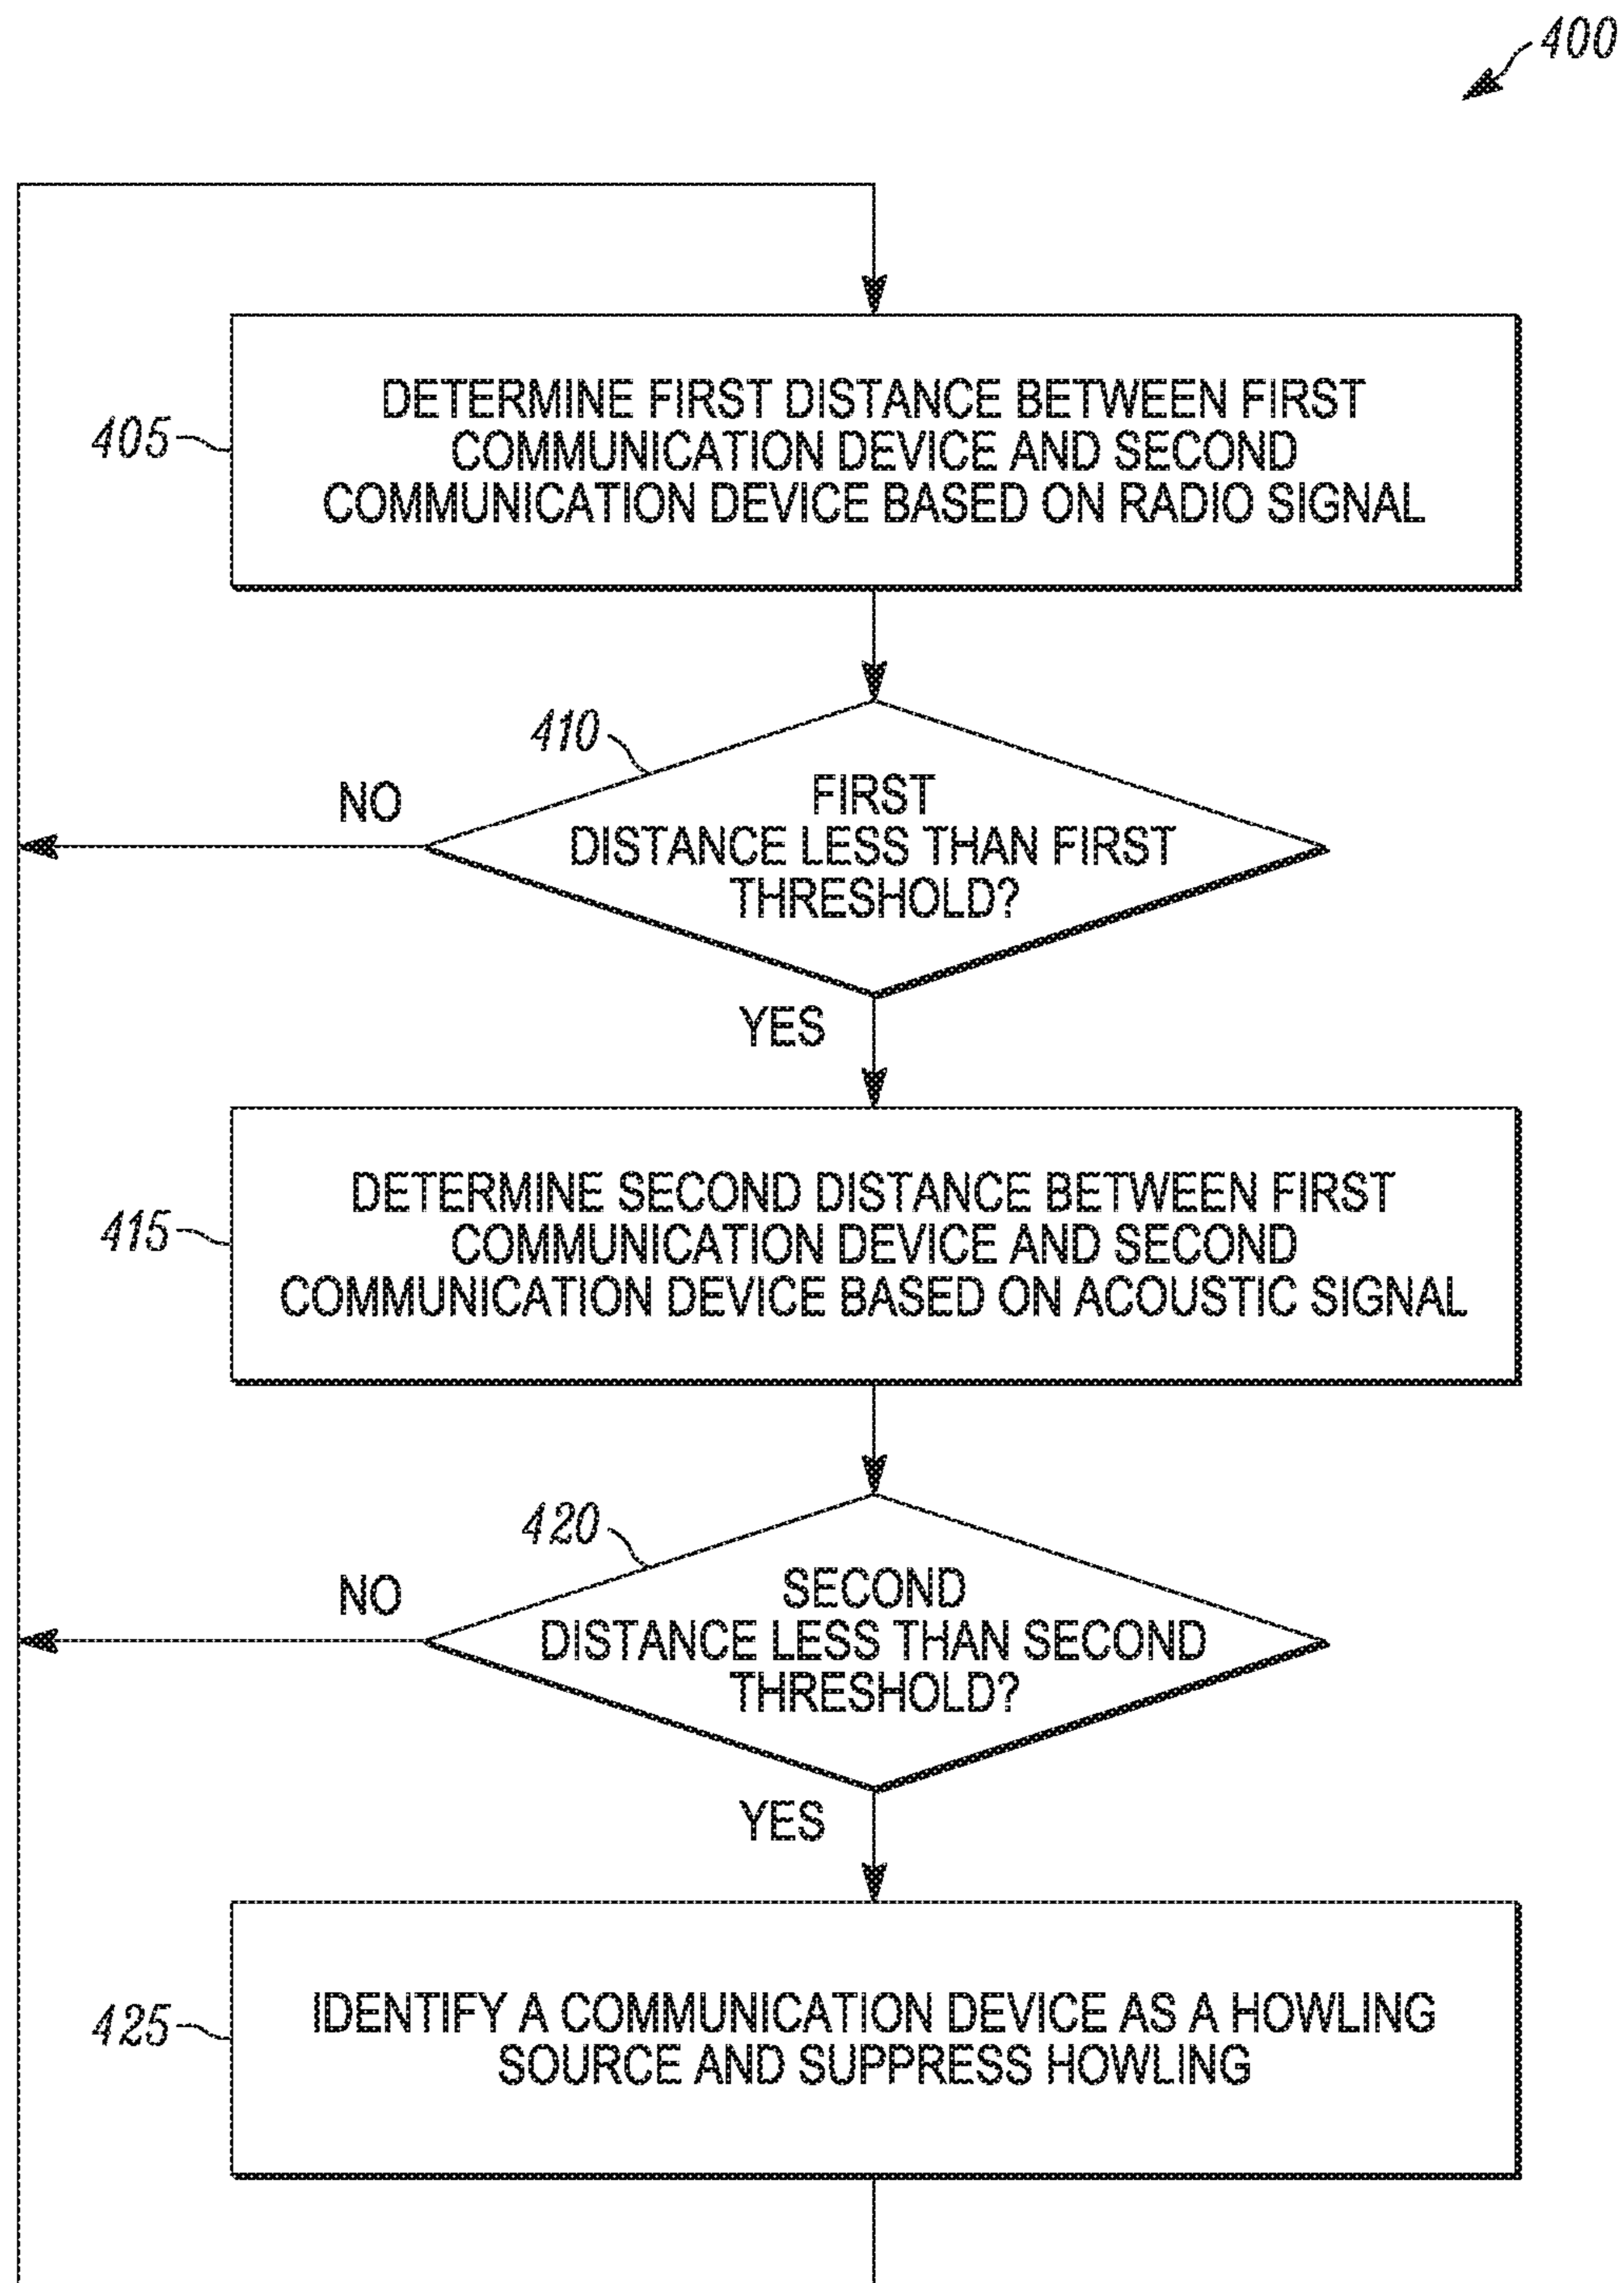 400
405
DETERMINE FIRST DISTANCE BETWEEN FIRST
COMMUNICATION DEVICE AND SECOND
COMMUNICATION DEVICE BASED ON RADIO SIGNAL
410
NO
FIRST
DISTANCE LESS THAN FIRST
THRESHOLD?
YES
415
DETERMINE SECOND DISTANCE BETWEEN FIRST
COMMUNICATION DEVICE AND SECOND
COMMUNICATION DEVICE BASED ON ACOUSTIC SIGNAL
420
NO
SECOND
DISTANCE LESS THAN SECOND
THRESHOLD?
YES
425
IDENTIFY A COMMUNICATION DEVICE AS A HOWLING
SOURCE AND SUPPRESS HOWLING